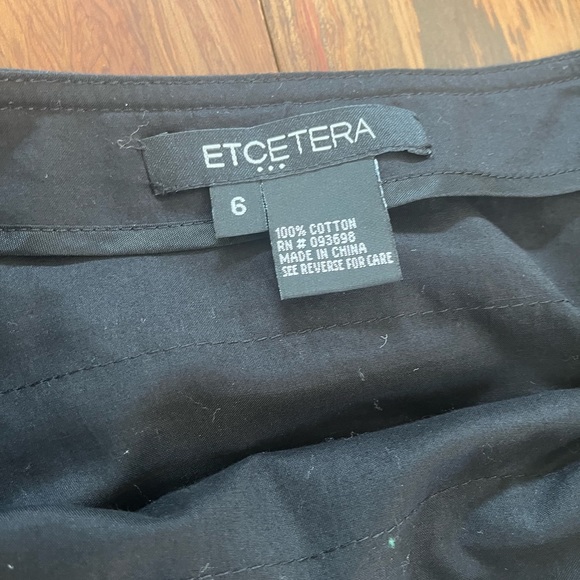 ETCETERA
6
100% COTTON
RN # 093698
MADE IN CHINA
SEE REVERSE FOR CARE